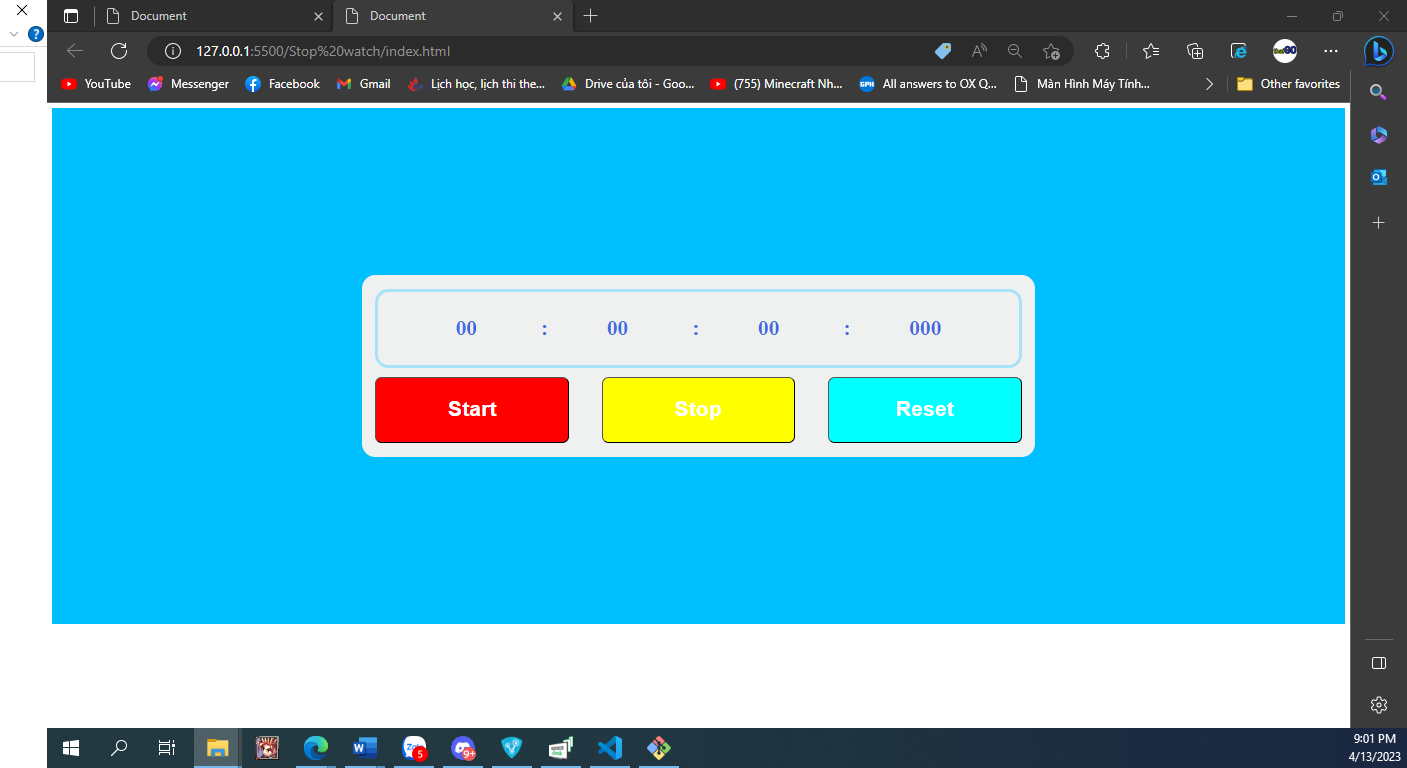 Document
Document
127.0.0.1:5500/Stop%20watch/index.html
YouTube
Messenger
Facebook
Gmail
Lịch học, lịch thi the...
Drive của tôi - Goo...
(755) Minecraft Nh...
All answers to OX Q...
Màn Hình Máy Tính...
Other favorites
00 : 00 : 00 : 000
Start
Stop
Reset
5
9+
9:01 PM
4/13/2023